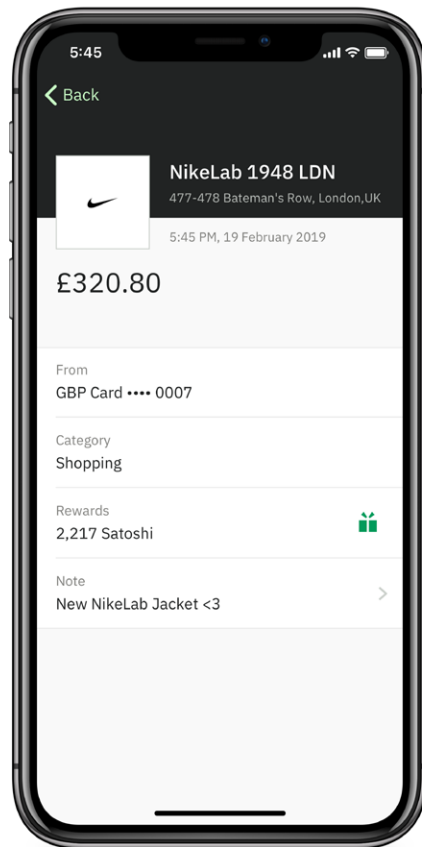 5:45
Back
NikeLab 1948 LDN
477-478 Bateman's Row, London,UK
5:45 PM, 19 February 2019
£320.80
From
GBP Card •••• 0007
Category
Shopping
Rewards
2,217 Satoshi
Note
New NikeLab Jacket <3